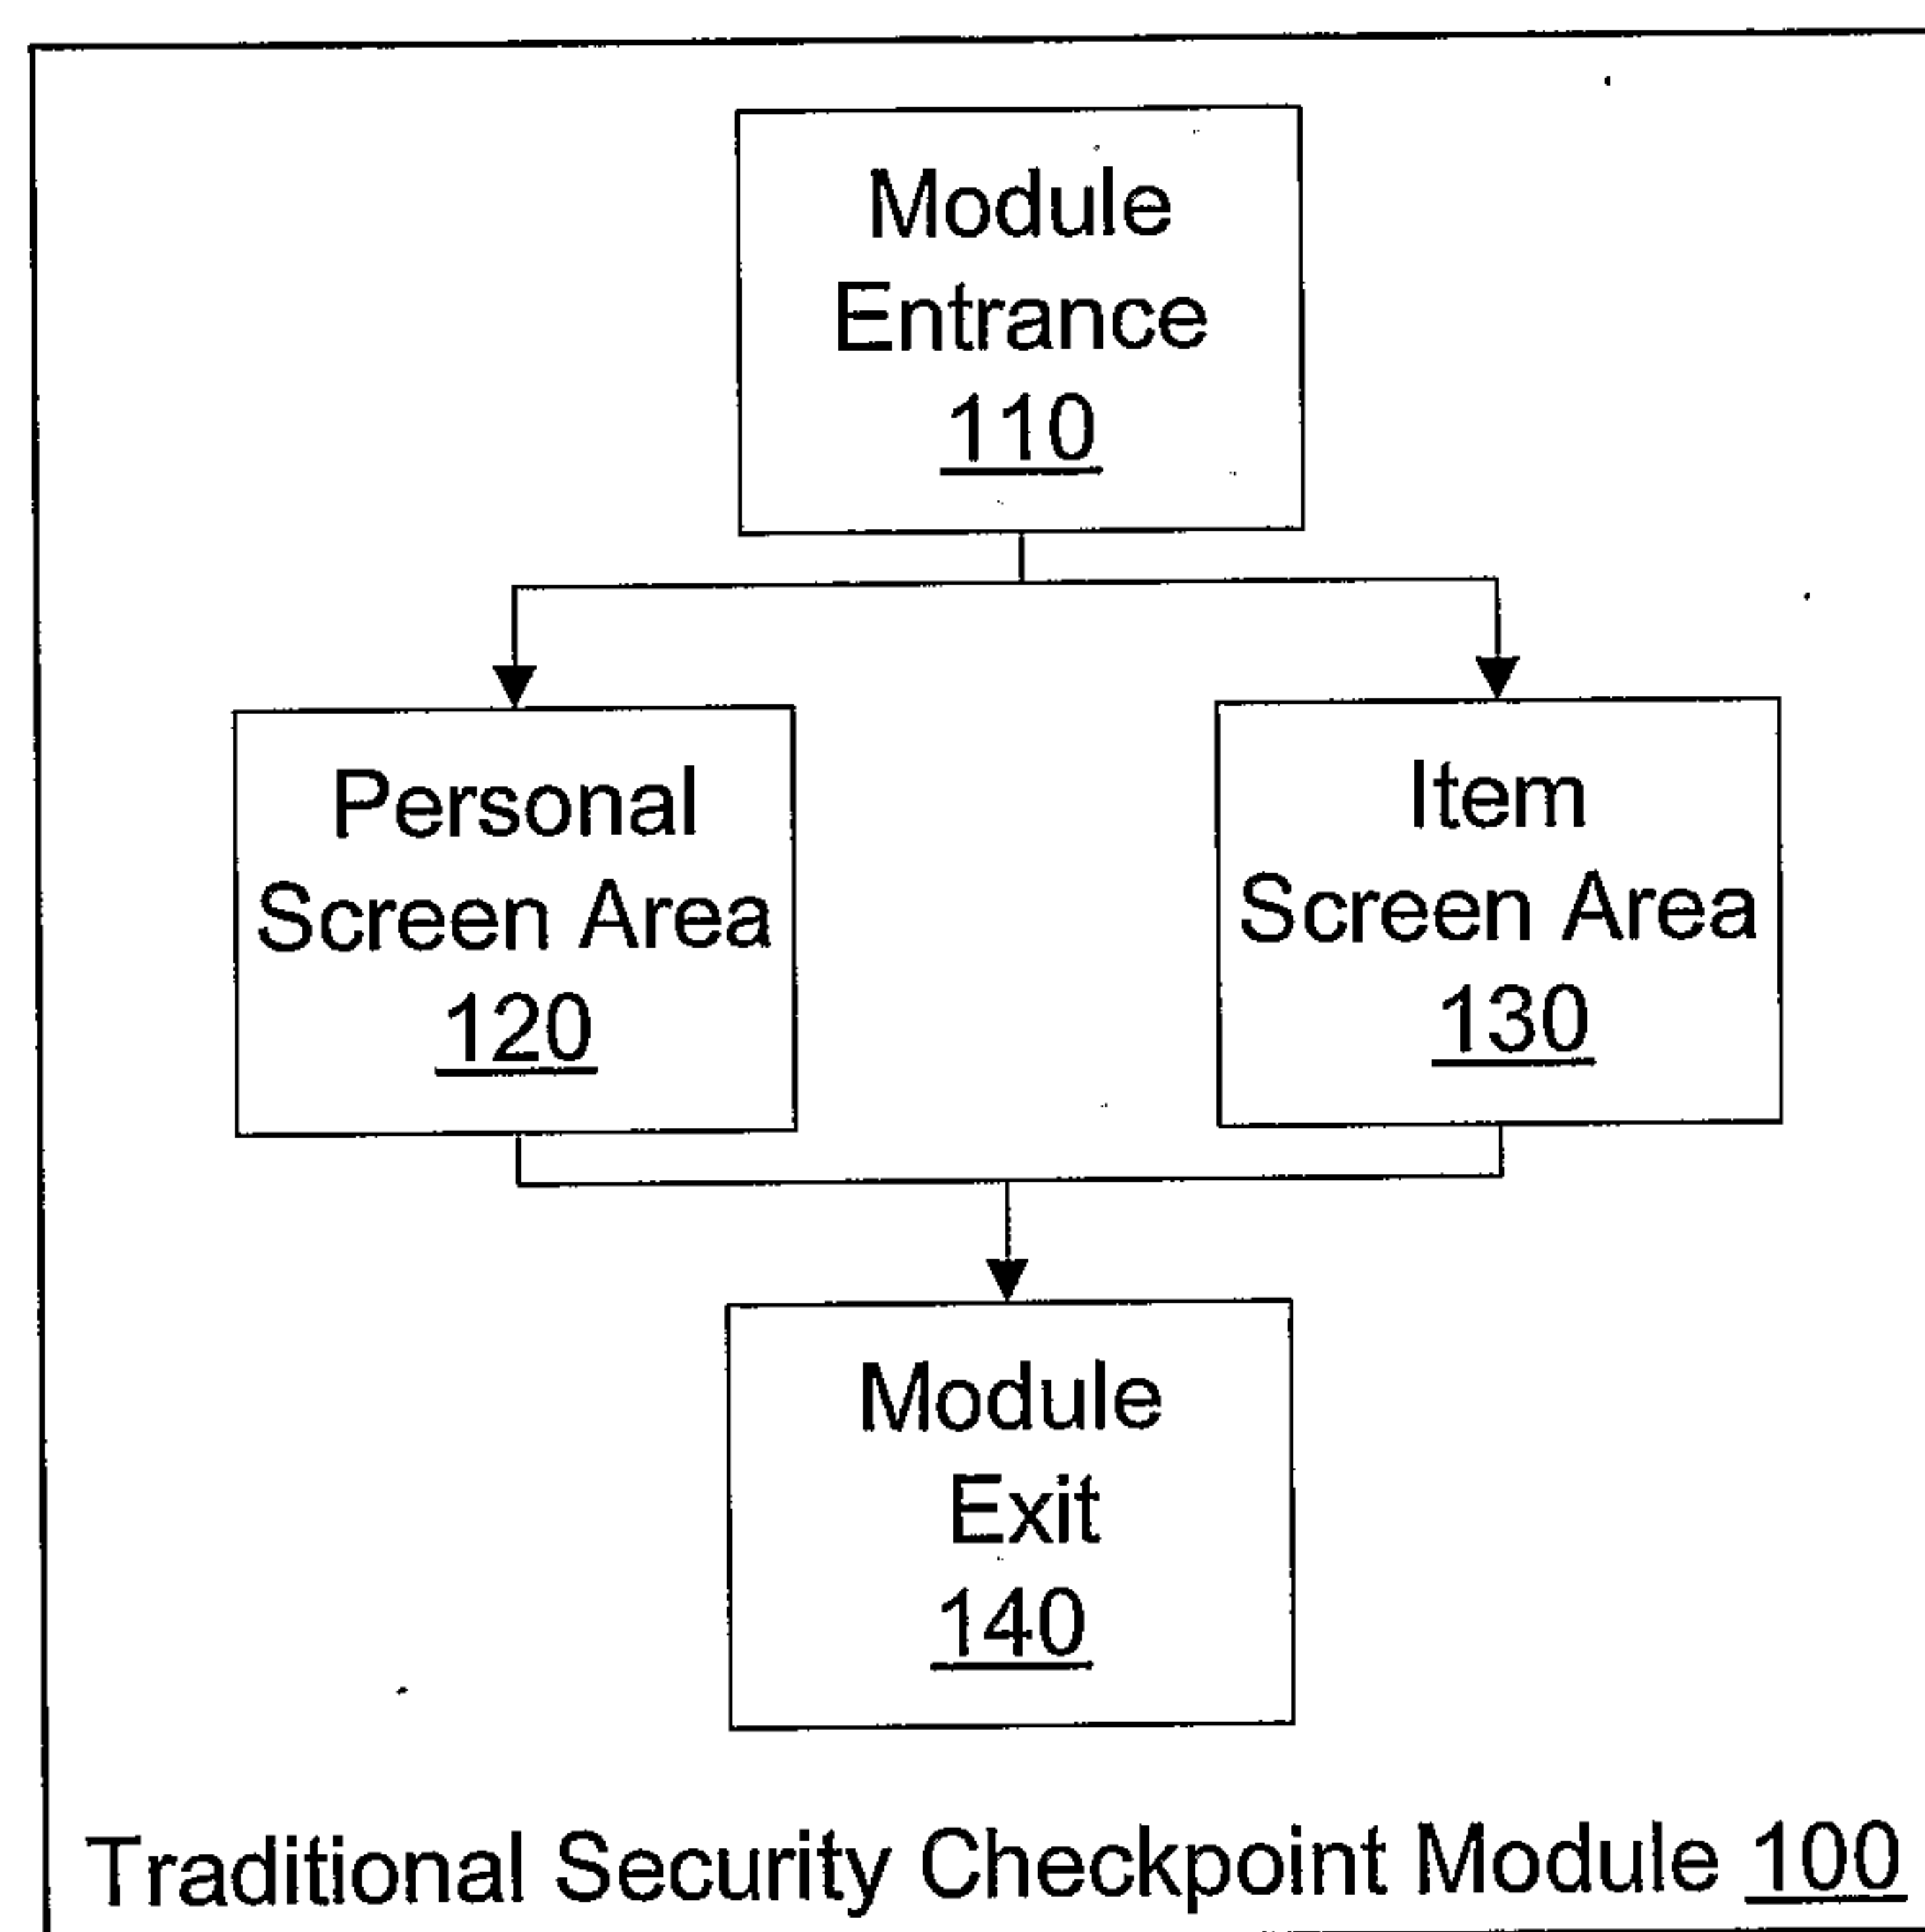 Module
Entrance
110
Personal
Screen Area
120
Item
Screen Area
130
Module
Exit
140
Traditional Security Checkpoint Module 100